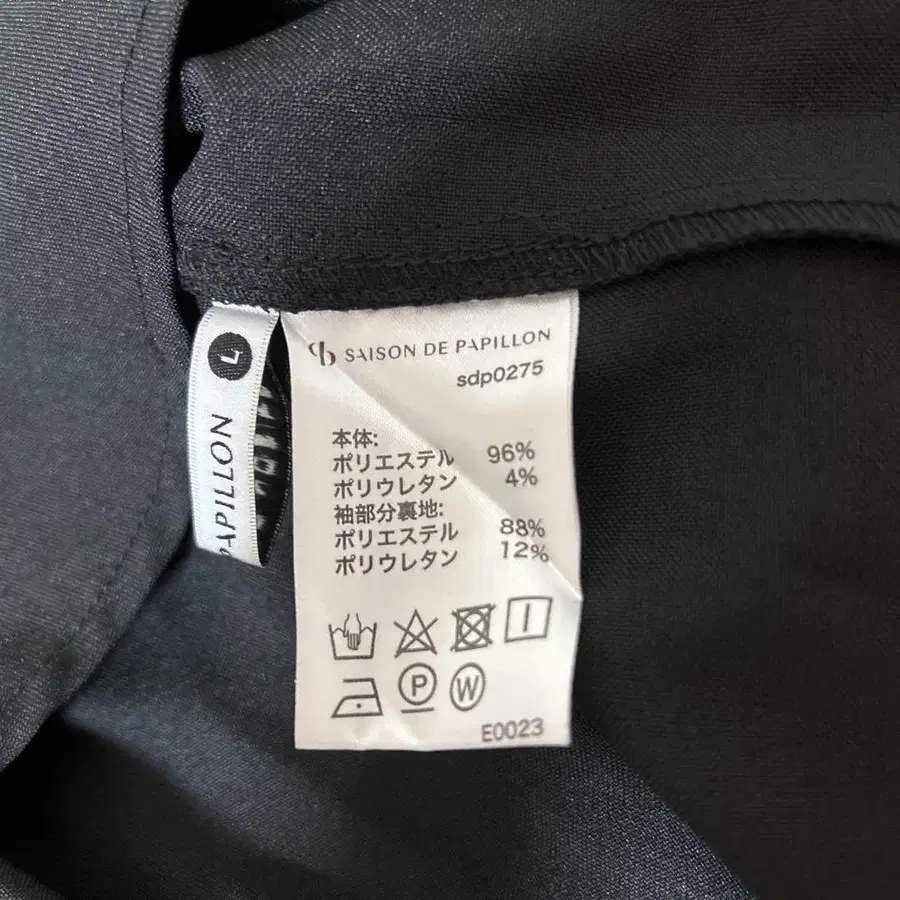 SAISON DE PAPILLON
sdp0275
本体:
ポリエステル 96%
ポリウレタン 4%
袖部分裏地:
ポリエステル 88%
ポリウレタン 12%
P W
E0023
L
PAPILLON